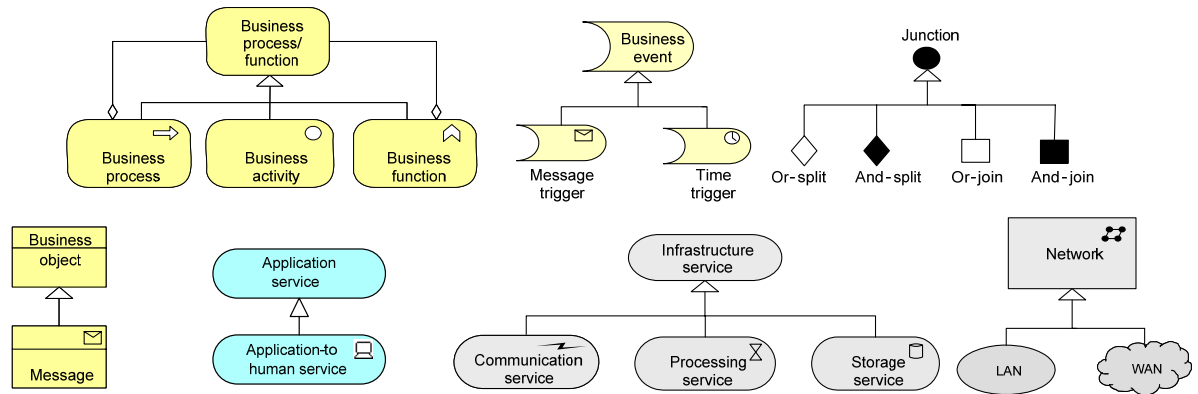 Business
process/
function
Business
process
Business
activity
Business
function
Business
event
Message
trigger
Time
trigger
Junction
Or-split
And-split
Or-join
And-join
Business
object
Message
Application
service
Application-to
human service
Infrastructure
service
Communication
service
Processing
service
Storage
service
Network
LAN
WAN